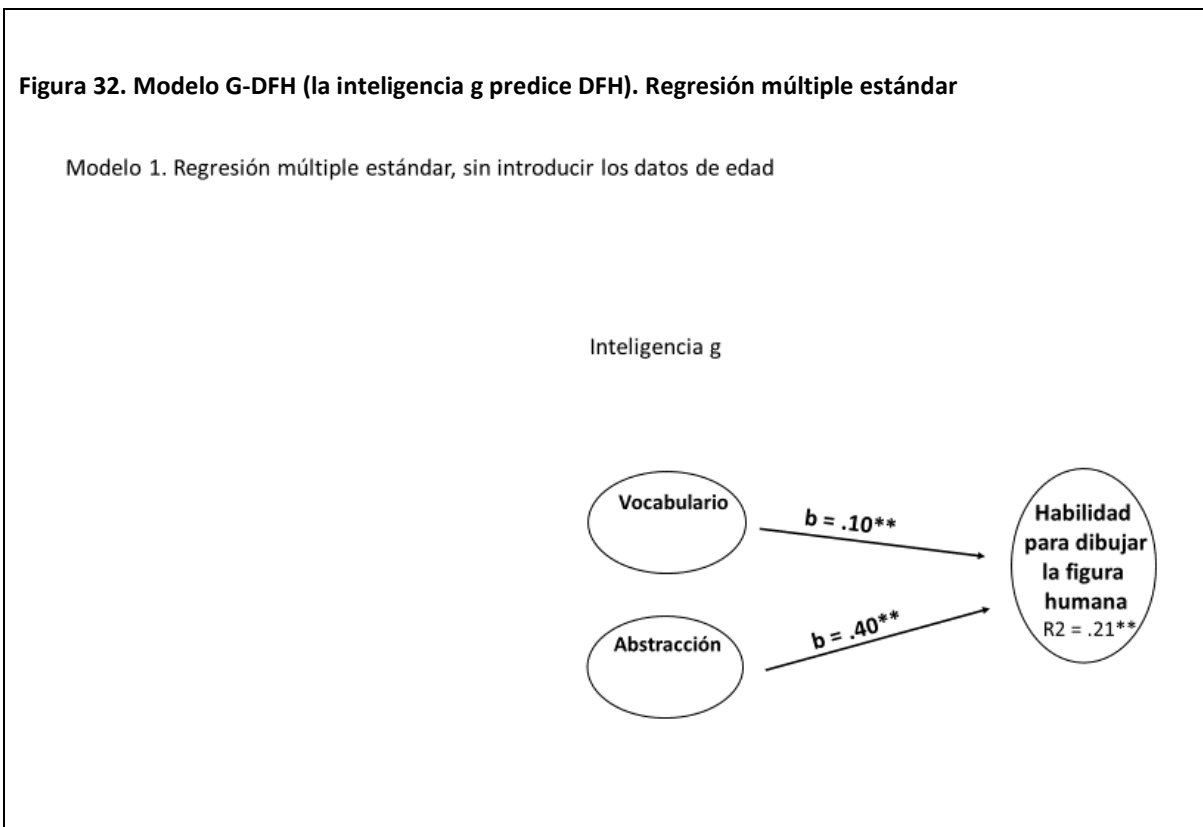 Figura 32. Modelo G-DFH (la inteligencia g predice DFH). Regresión múltiple estándar
Modelo 1. Regresión múltiple estándar, sin introducir los datos de edad
Inteligencia g
Vocabulario
b = .10**
Habilidad
para dibujar
la figura
humana
R2 = .21**
Abstracción
b = .40**